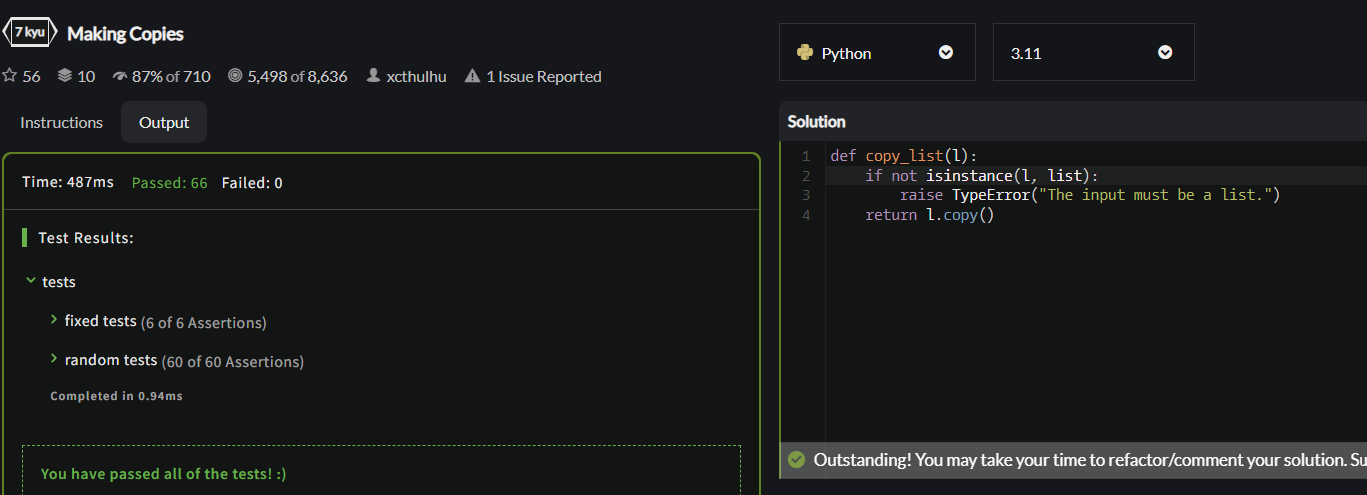 7 kyu Making Copies
56 10 87% of 710 5,498 of 8,636 xcthulhu 1 Issue Reported
Instructions Output
Time: 487ms Passed: 66 Failed: 0
Test Results:
tests
fixed tests (6 of 6 Assertions)
random tests (60 of 60 Assertions)
Completed in 0.94ms
You have passed all of the tests! :)
Python 3.11
Solution
1 def copy_list(l):
2 if not isinstance(l, list):
3 raise TypeError("The input must be a list.")
4 return l.copy()
Outstanding! You may take your time to refactor/comment your solution. Su